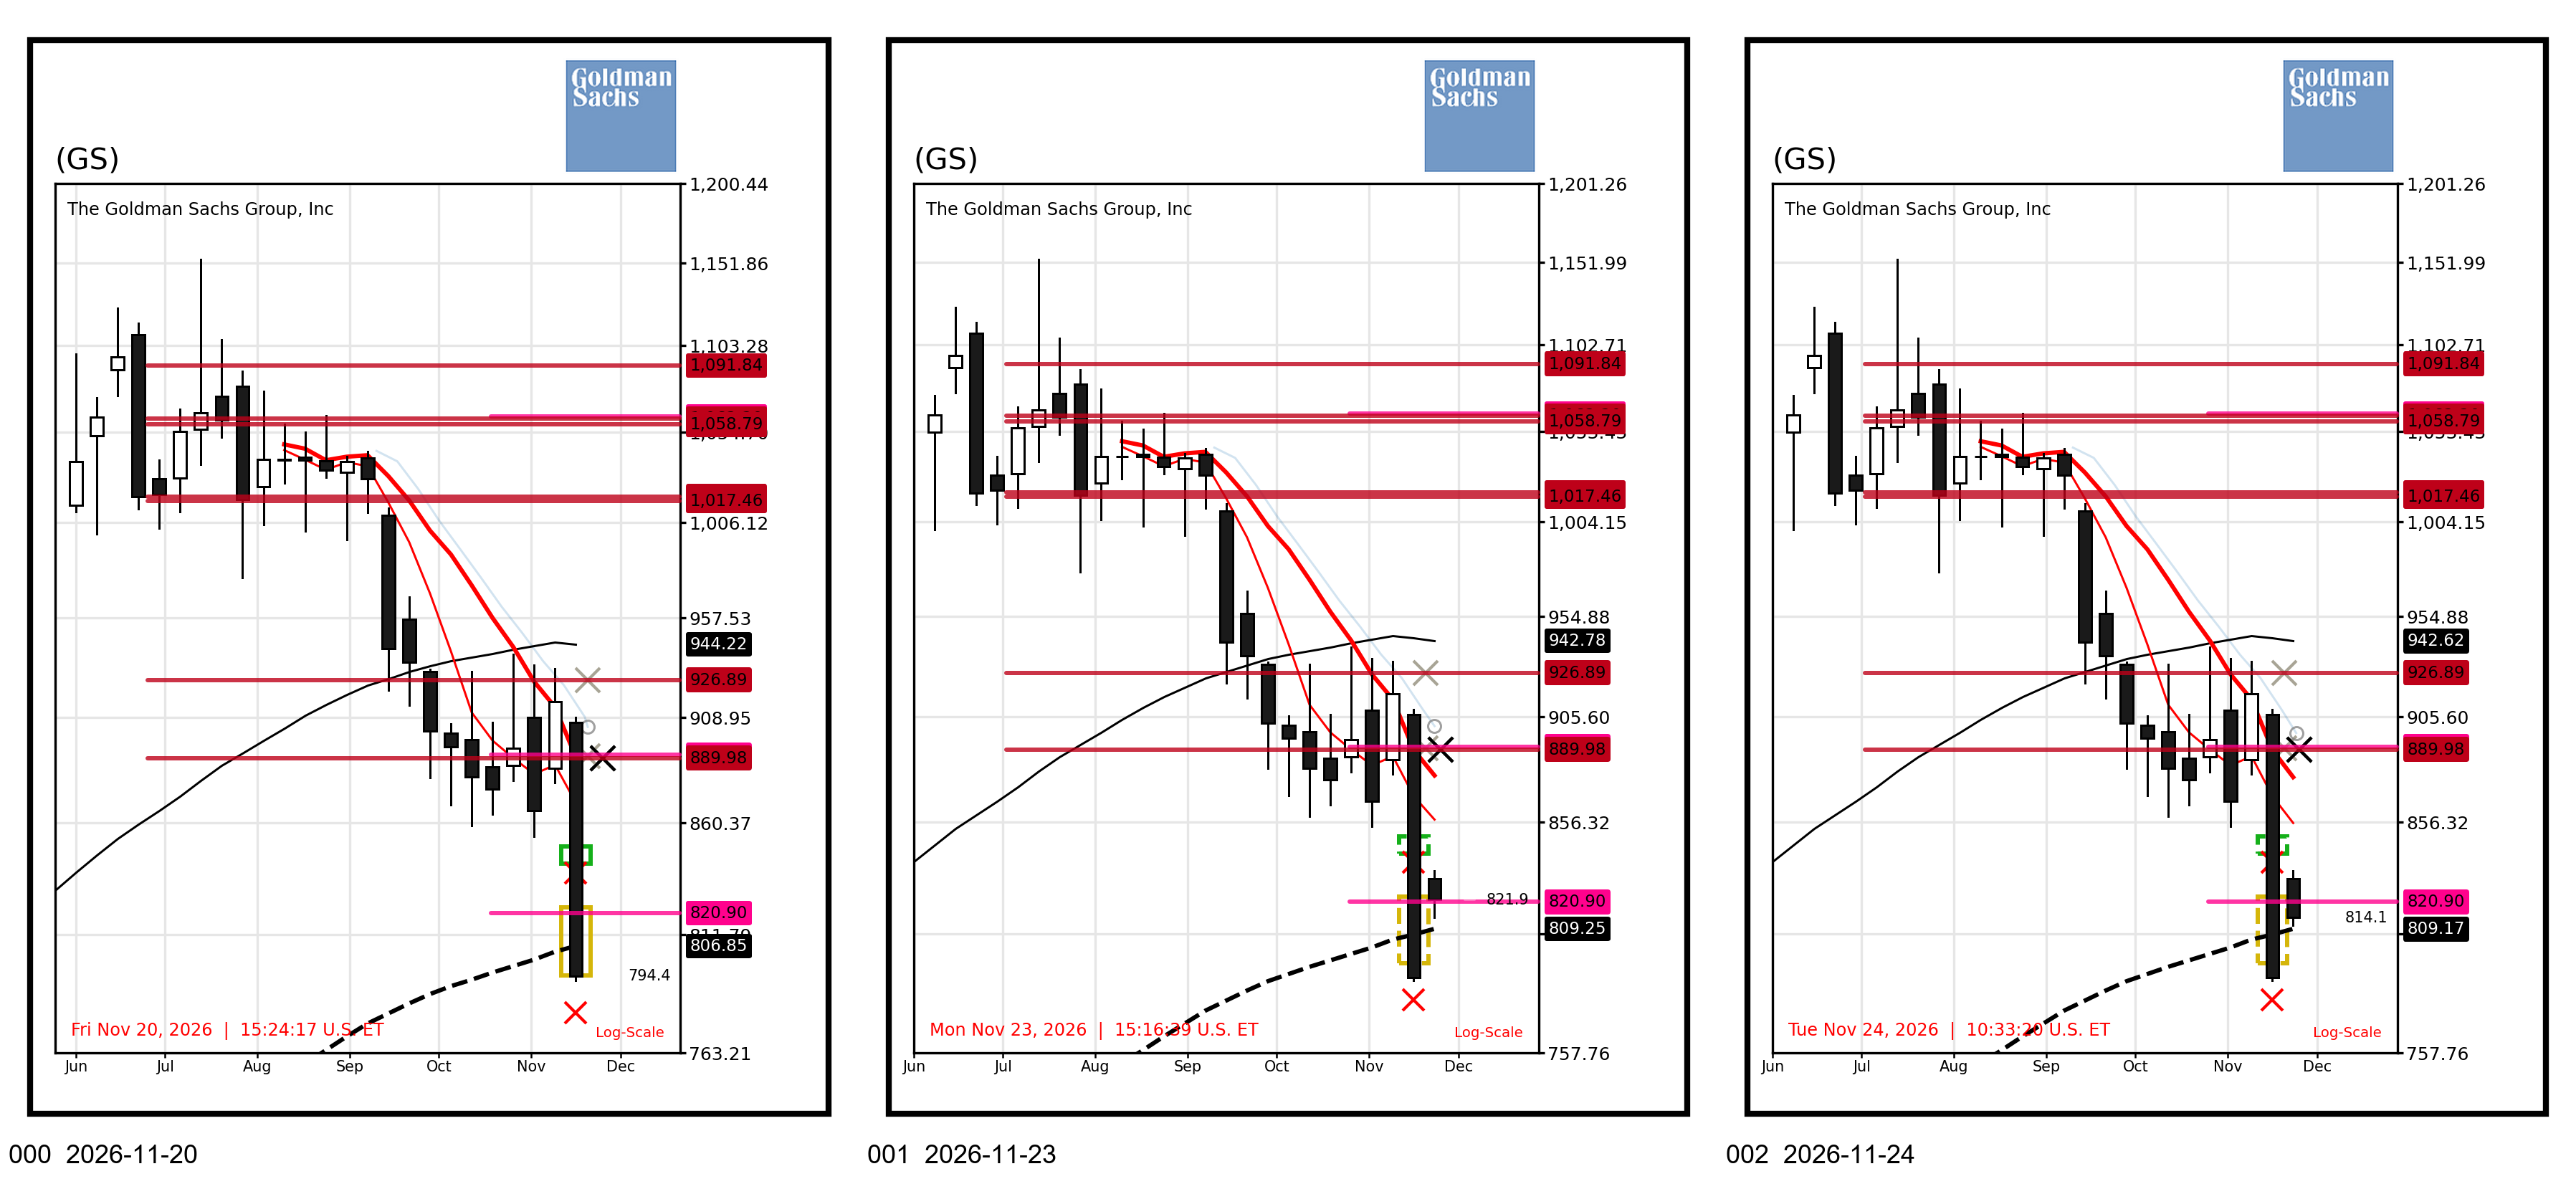 Goldman
Sachs
(GS)
The Goldman Sachs Group, Inc
1,200.44
1,151.86
1,103.28
1,091.84
1,058.79
1,017.46
1,006.12
957.53
944.22
926.89
908.95
889.98
860.37
820.90
811.79
806.85
794.4
763.21
Fri Nov 20, 2026 | 15:24:17 U.S. ET
Log-Scale
Jun Jul Aug Sep Oct Nov Dec
000 2026-11-20
Goldman
Sachs
(GS)
The Goldman Sachs Group, Inc
1,201.26
1,151.99
1,102.71
1,091.84
1,058.79
1,017.46
1,004.15
954.88
942.78
926.89
905.60
889.98
856.32
821.9
820.90
809.25
757.76
Mon Nov 23, 2026 | 15:16:39 U.S. ET
Log-Scale
Jun Jul Aug Sep Oct Nov Dec
001 2026-11-23
Goldman
Sachs
(GS)
The Goldman Sachs Group, Inc
1,201.26
1,151.99
1,102.71
1,091.84
1,058.79
1,017.46
1,004.15
954.88
942.62
926.89
905.60
889.98
856.32
820.90
814.1
809.17
757.76
Tue Nov 24, 2026 | 10:33:20 U.S. ET
Log-Scale
Jun Jul Aug Sep Oct Nov Dec
002 2026-11-24